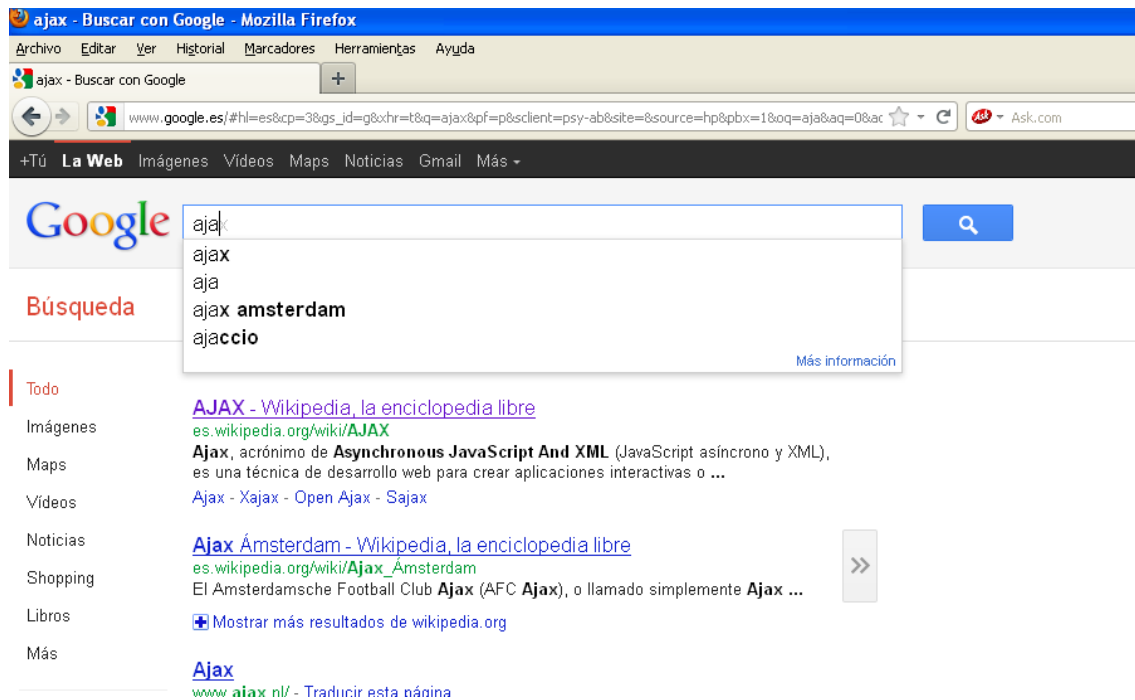 ajax - Buscar con Google - Mozilla Firefox
Archivo Editar Ver Historial Marcadores Herramientas Ayuda
ajax - Buscar con Google +
www.google.es/#hl=es&cp=3&gs_id=g&xhr=t&q=ajax&pf=p&sclient=psy-ab&site=&source=hp&pbx=1&oq=aja&aq=0&ac Ask Ask.com
+Tú La Web Imágenes Vídeos Maps Noticias Gmail Más
Google ajax
ajax
aja
ajax amsterdam
ajaccio
Más información
Búsqueda
Todo
Imágenes
Maps
Vídeos
Noticias
Shopping
Libros
Más
AJAX - Wikipedia, la enciclopedia libre
es.wikipedia.org/wiki/AJAX
Ajax, acrónimo de Asynchronous JavaScript And XML (JavaScript asíncrono y XML),
es una técnica de desarrollo web para crear aplicaciones interactivas o ...
Ajax - Xajax - Open Ajax - Sajax
Ajax Ámsterdam - Wikipedia, la enciclopedia libre
es.wikipedia.org/wiki/Ajax_Ámsterdam
El Amsterdamsche Football Club Ajax (AFC Ajax), o llamado simplemente Ajax ...
Mostrar más resultados de wikipedia.org
Ajax
www.ajax.nl/ - Traducir esta página